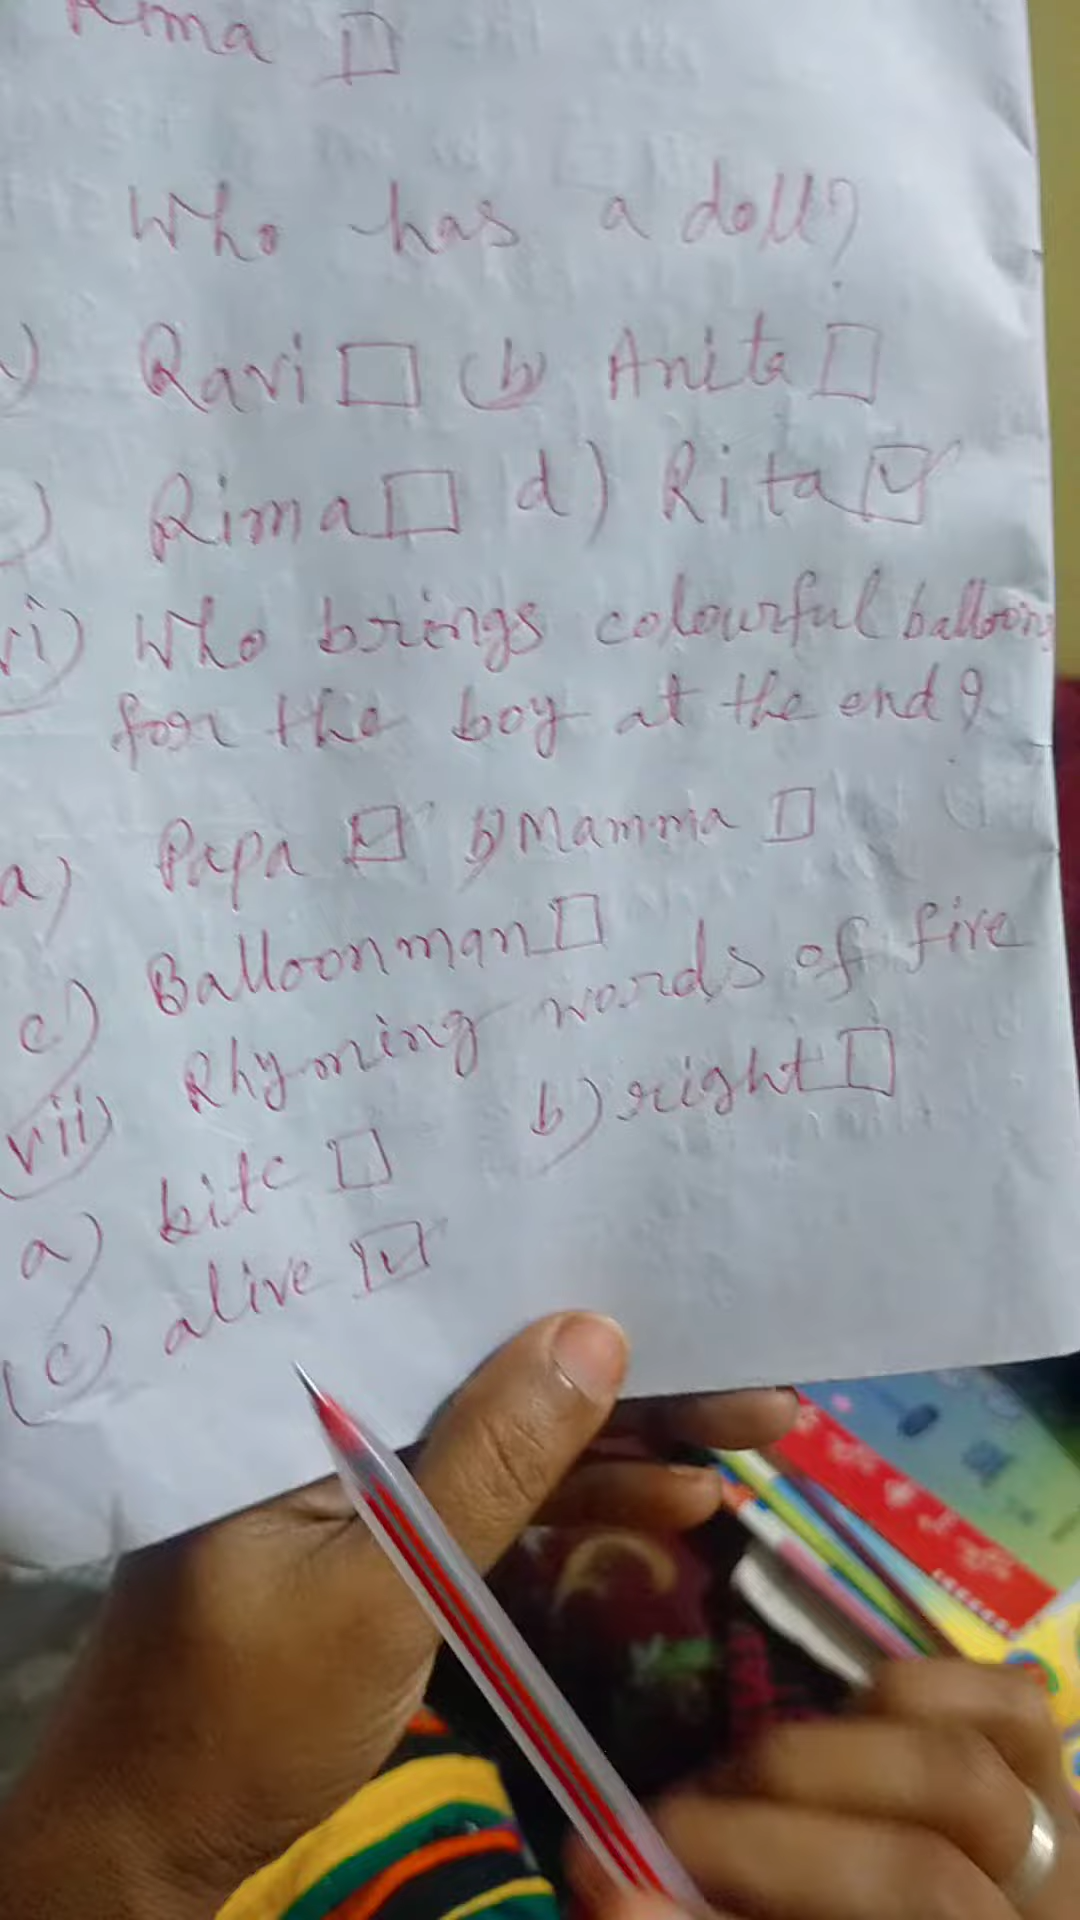 Rima
Who has a doll?
Ravi (b) Anita
Rima d) Rita
vi) Who brings colourful balloons
for the boy at the end?
a) Papa b) Mamma
c) Balloonman
vii) Rhyming words of five
a) kite b) right
(c) alive